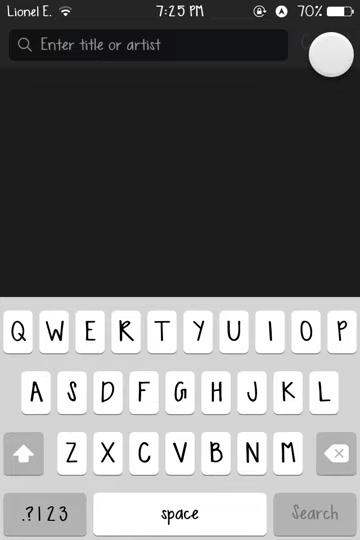 Lionel E. 7:25 PM 70%
Enter title or artist
Q W E R T Y U I O P
A S D F G H J K L
Z X C V B N M
.?123 space Search